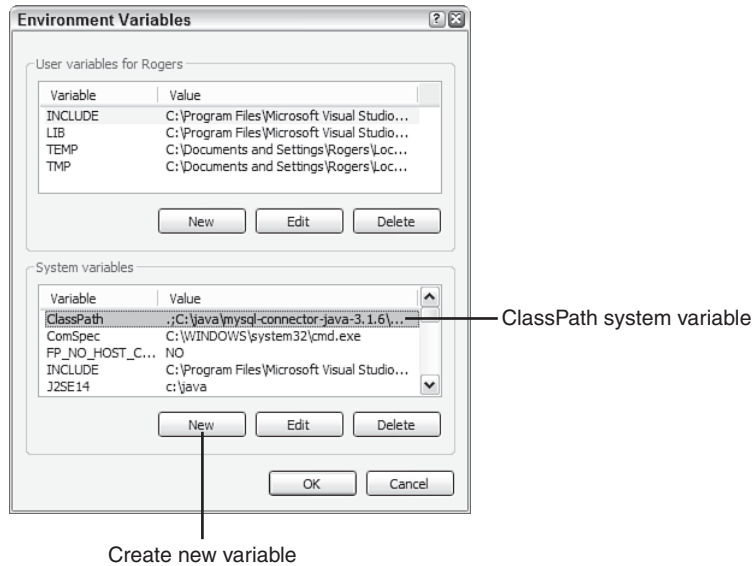 Environment Variables
User variables for Rogers
Variable Value
INCLUDE C:\Program Files\Microsoft Visual Studio...
LIB C:\Program Files\Microsoft Visual Studio...
TEMP C:\Documents and Settings\Rogers\Loc...
TMP C:\Documents and Settings\Rogers\Loc...
New Edit Delete
System variables
Variable Value
ClassPath .;C:\java\mysql-connector-java-3.1.6\...
ClassPath system variable
ComSpec C:\WINDOWS\system32\cmd.exe
FP_NO_HOST_C... NO
INCLUDE C:\Program Files\Microsoft Visual Studio...
J2SE14 c:\java
New Edit Delete
OK Cancel
Create new variable